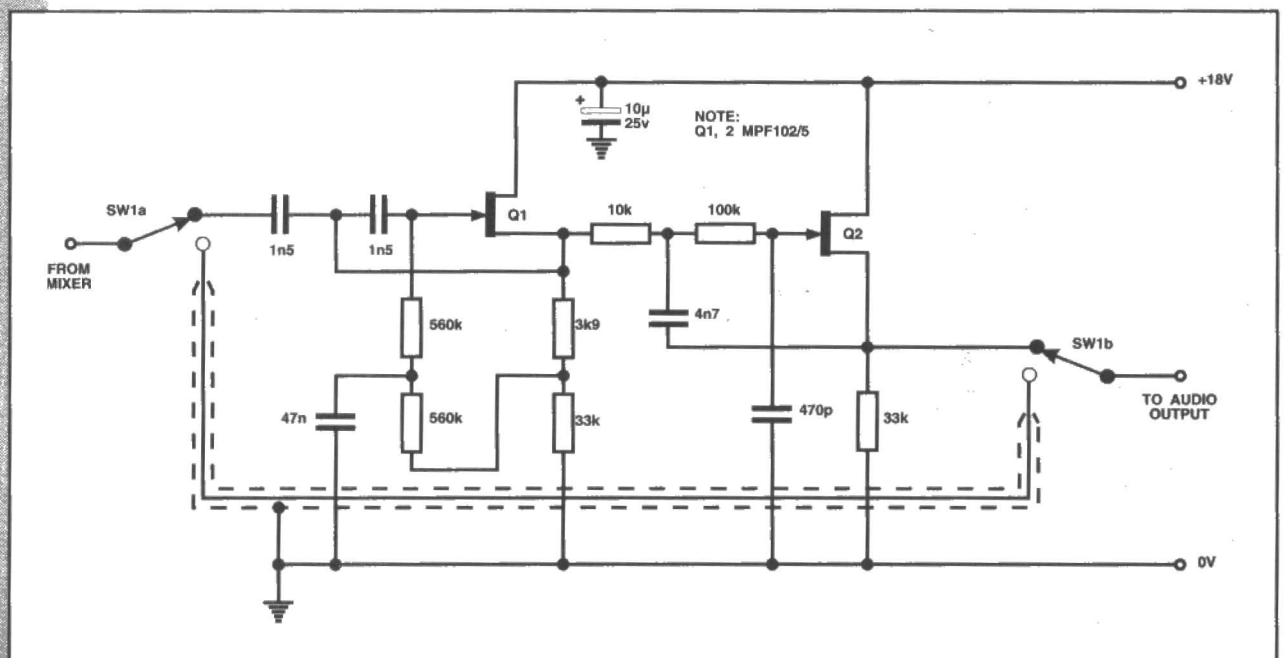 +18V
+
10µ
25v
NOTE:
Q1, 2 MPF102/5
SW1a
Q1
10k
100k
Q2
1n5
1n5
FROM
MIXER
560k
3k9
4n7
SW1b
47n
560k
33k
470p
33k
TO AUDIO
OUTPUT
0V